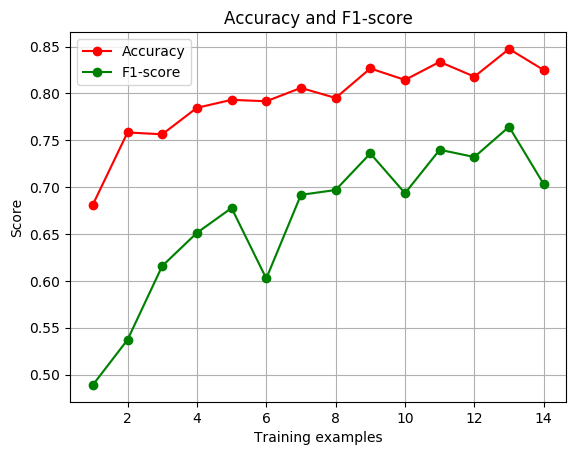 Accuracy and F1-score
Accuracy
F1-score
0.85
0.80
0.75
0.70
0.65
0.60
0.55
0.50
Score
2 4 6 8 10 12 14
Training examples